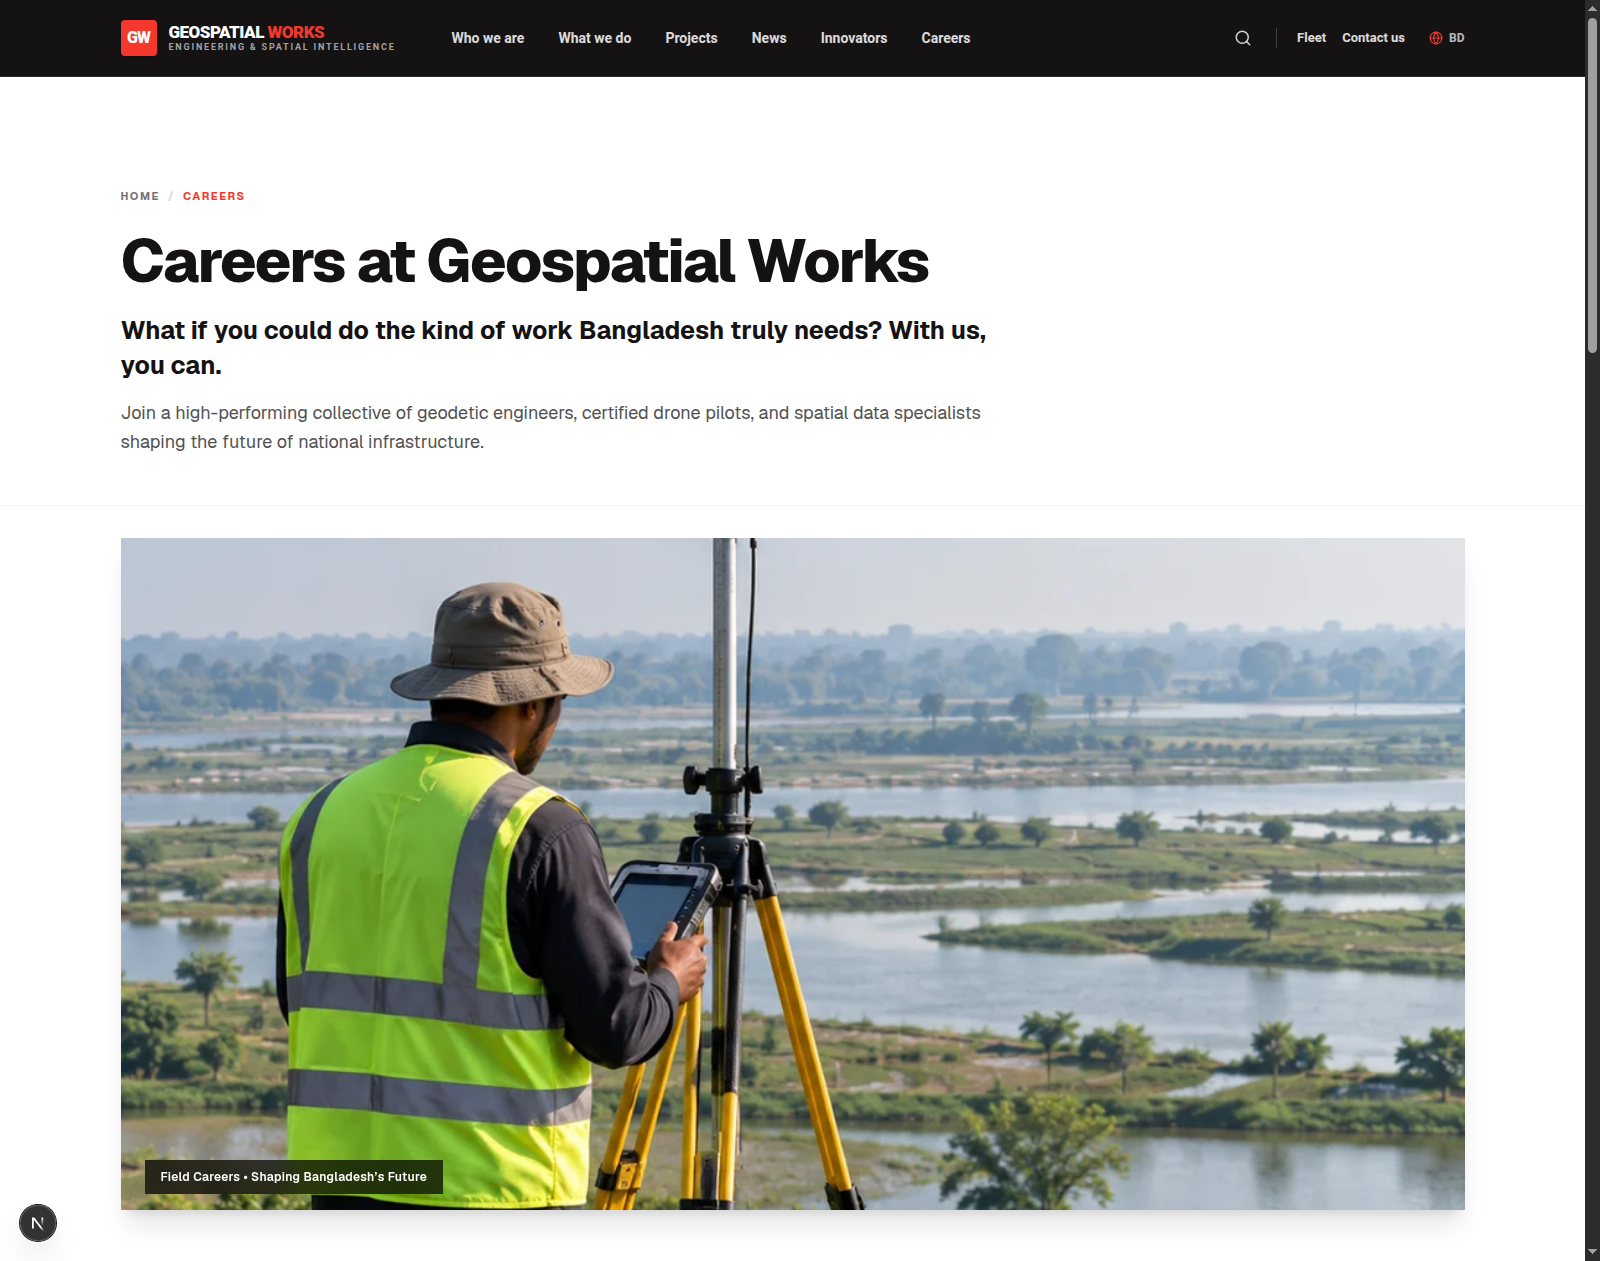 GW
GEOSPATIAL WORKS
ENGINEERING & SPATIAL INTELLIGENCE
Who we are
What we do
Projects
News
Innovators
Careers
Fleet
Contact us
BD
HOME / CAREERS
Careers at Geospatial Works
What if you could do the kind of work Bangladesh truly needs? With us,
you can.
Join a high-performing collective of geodetic engineers, certified drone pilots, and spatial data specialists
shaping the future of national infrastructure.
Field Careers • Shaping Bangladesh's Future
N